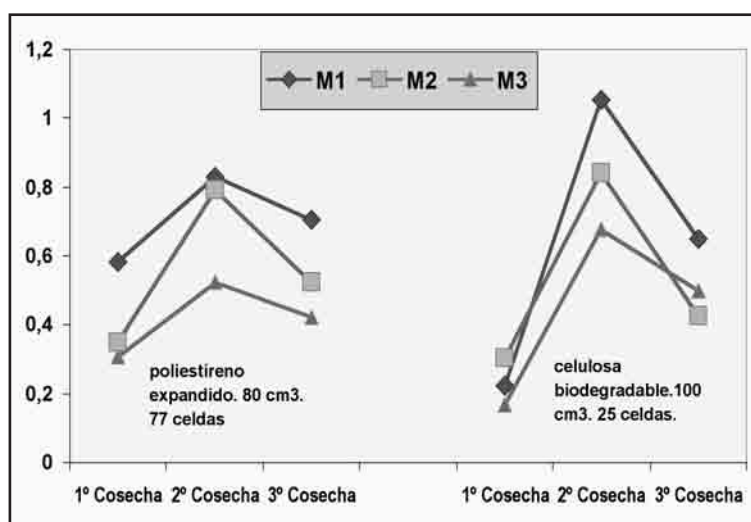 1,2
1
0,8
0,6
0,4
0,2
0
M1 M2 M3
poliestireno
expandido. 80 cm3.
77 celdas
celulosa
biodegradable.100
cm3. 25 celdas.
1º Cosecha 2º Cosecha 3º Cosecha 1º Cosecha 2º Cosecha 3º Cosecha